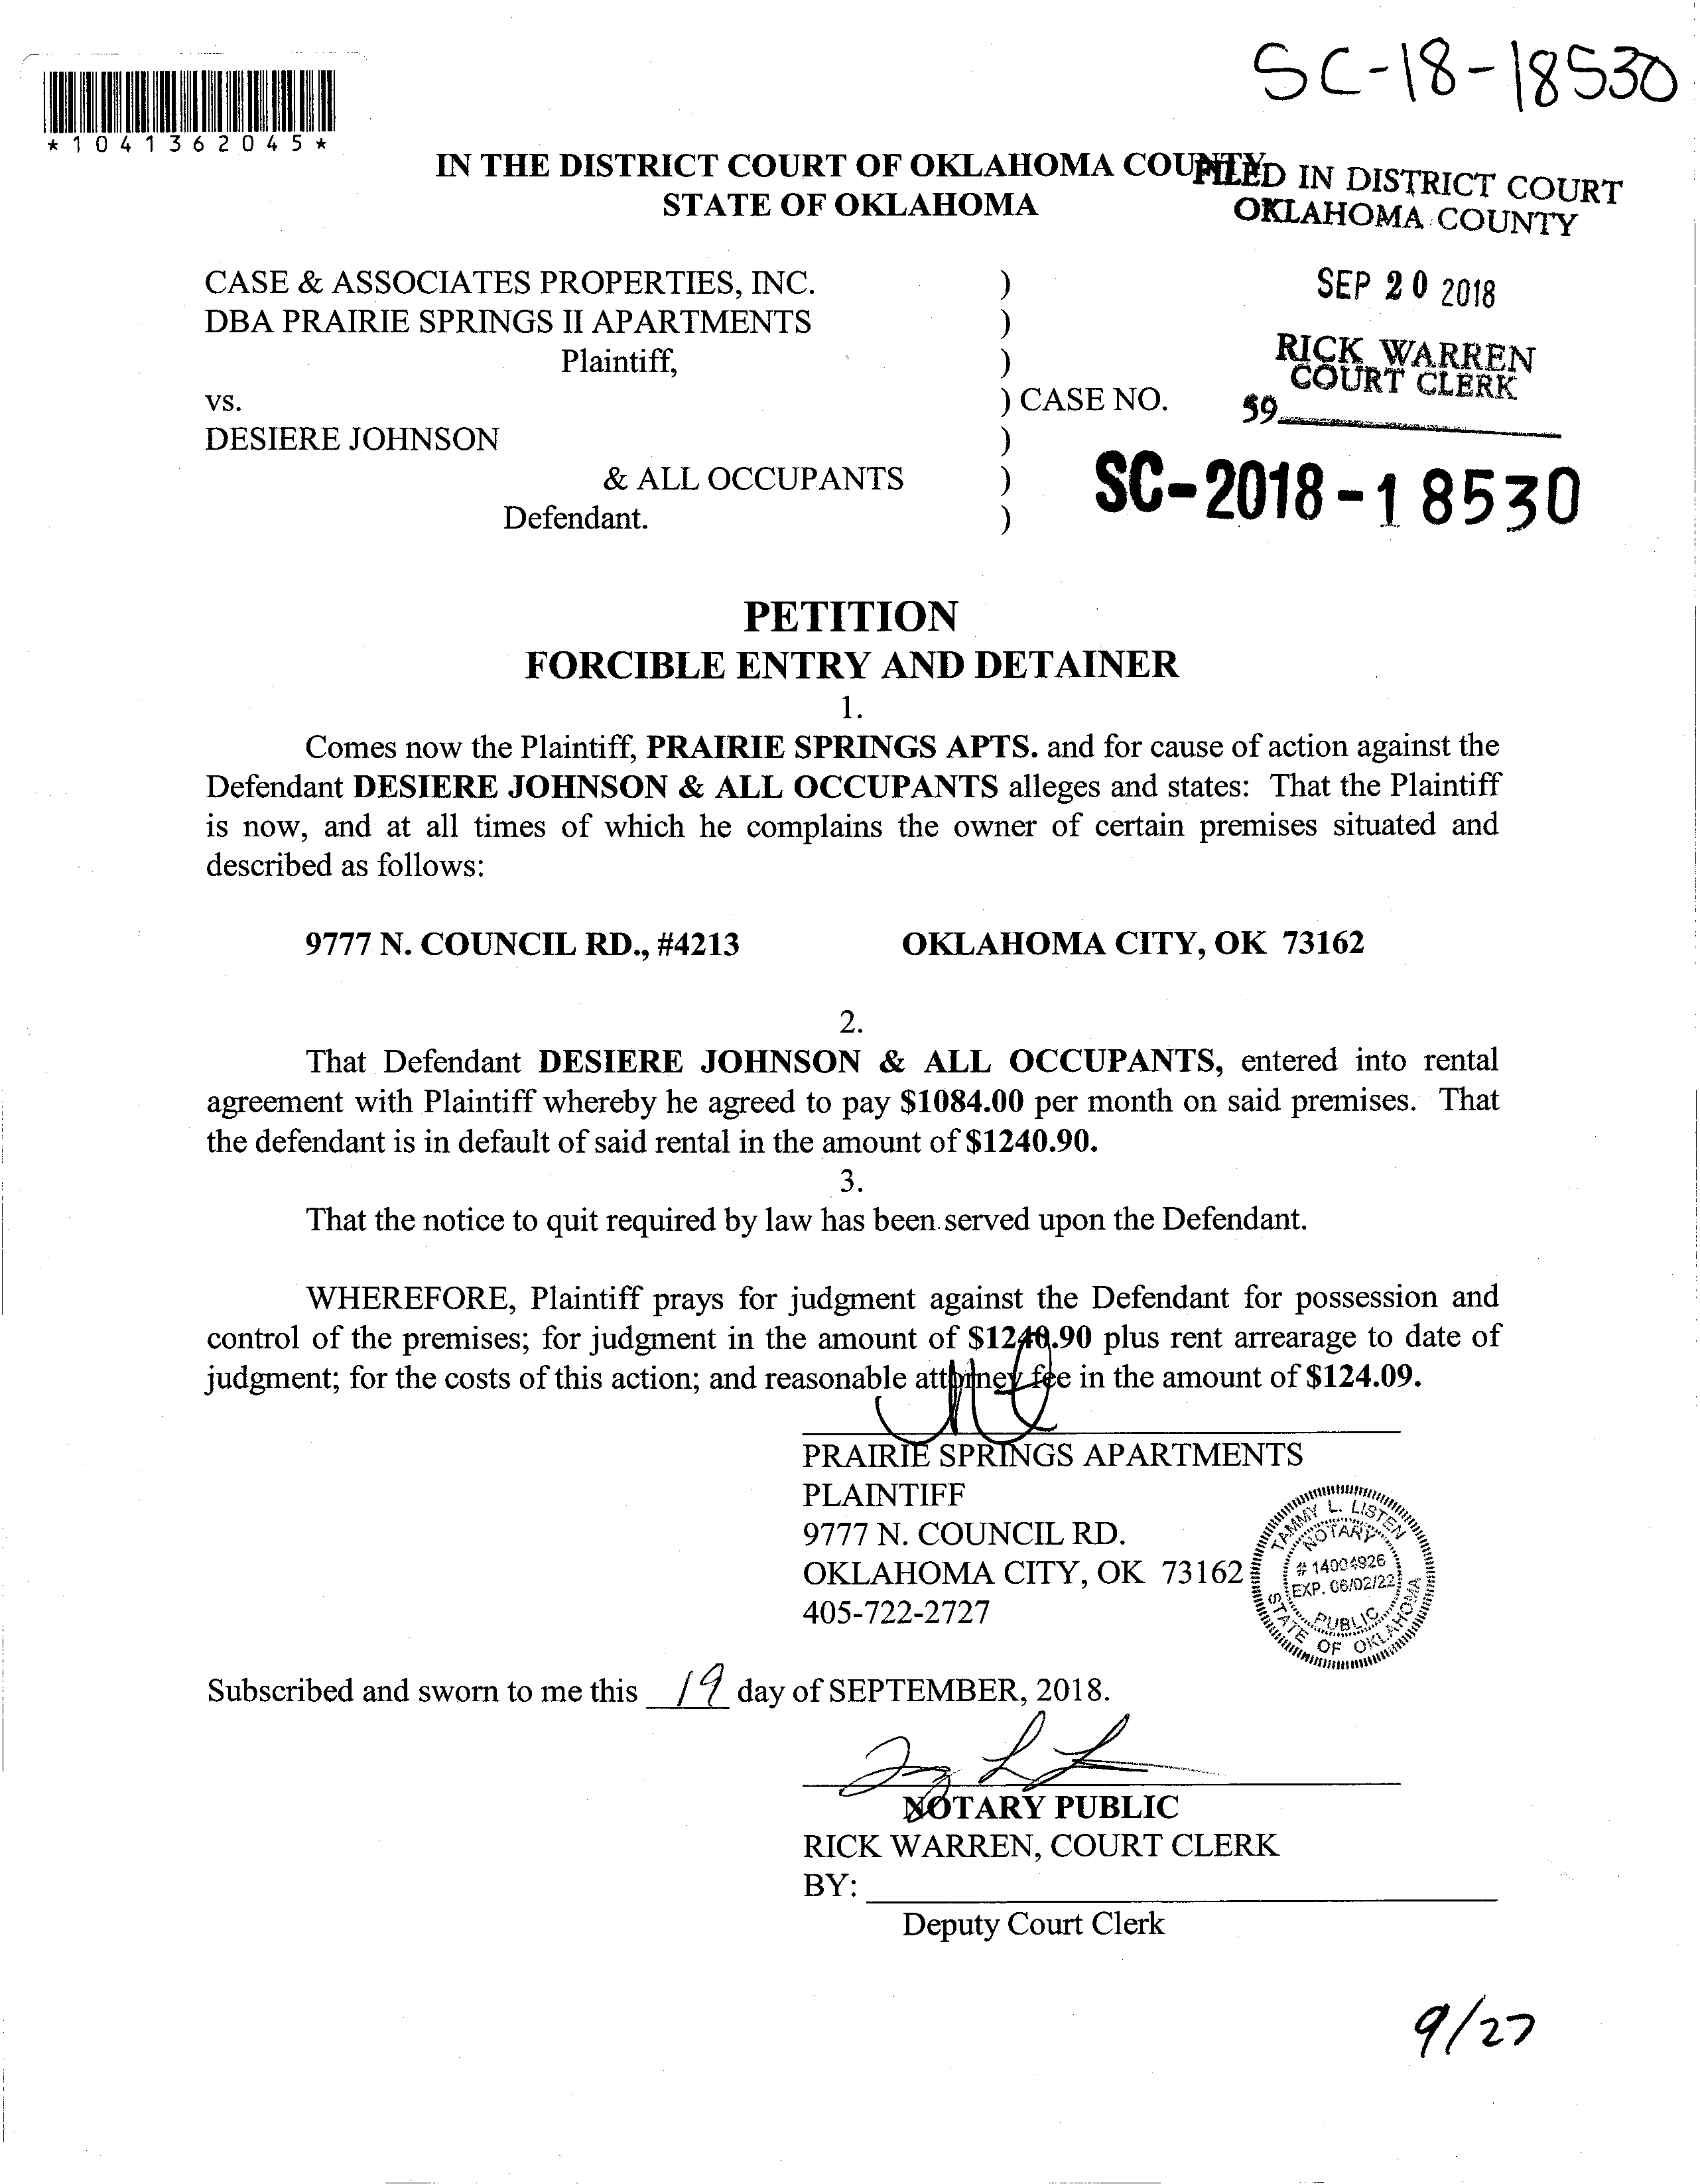 SC-18-18530
*1041362045*
IN THE DISTRICT COURT OF OKLAHOMA COUNTY
STATE OF OKLAHOMA
FILED IN DISTRICT COURT
OKLAHOMA COUNTY
CASE & ASSOCIATES PROPERTIES, INC. )
SEP 20 2018
DBA PRAIRIE SPRINGS II APARTMENTS )
Plaintiff, )
RICK WARREN
COURT CLERK
vs. ) CASE NO.
59
DESIERE JOHNSON )
& ALL OCCUPANTS )
SC-2018-18530
Defendant. )
PETITION
FORCIBLE ENTRY AND DETAINER
1.
Comes now the Plaintiff, PRAIRIE SPRINGS APTS. and for cause of action against the
Defendant DESIERE JOHNSON & ALL OCCUPANTS alleges and states: That the Plaintiff
is now, and at all times of which he complains the owner of certain premises situated and
described as follows:
9777 N. COUNCIL RD., #4213 OKLAHOMA CITY, OK 73162
2.
That Defendant DESIERE JOHNSON & ALL OCCUPANTS, entered into rental
agreement with Plaintiff whereby he agreed to pay $1084.00 per month on said premises. That
the defendant is in default of said rental in the amount of $1240.90.
3.
That the notice to quit required by law has been served upon the Defendant.
WHEREFORE, Plaintiff prays for judgment against the Defendant for possession and
control of the premises; for judgment in the amount of $1240.90 plus rent arrearage to date of
judgment; for the costs of this action; and reasonable attorney fee in the amount of $124.09.
PRAIRIE SPRINGS APARTMENTS
PLAINTIFF
9777 N. COUNCIL RD.
OKLAHOMA CITY, OK 73162
405-722-2727
TAMMY L. LISTEN
NOTARY
# 14004926
EXP. 06/02/22
PUBLIC
STATE OF OKLAHOMA
Subscribed and sworn to me this 19 day of SEPTEMBER, 2018.
NOTARY PUBLIC
RICK WARREN, COURT CLERK
BY:
Deputy Court Clerk
9/27